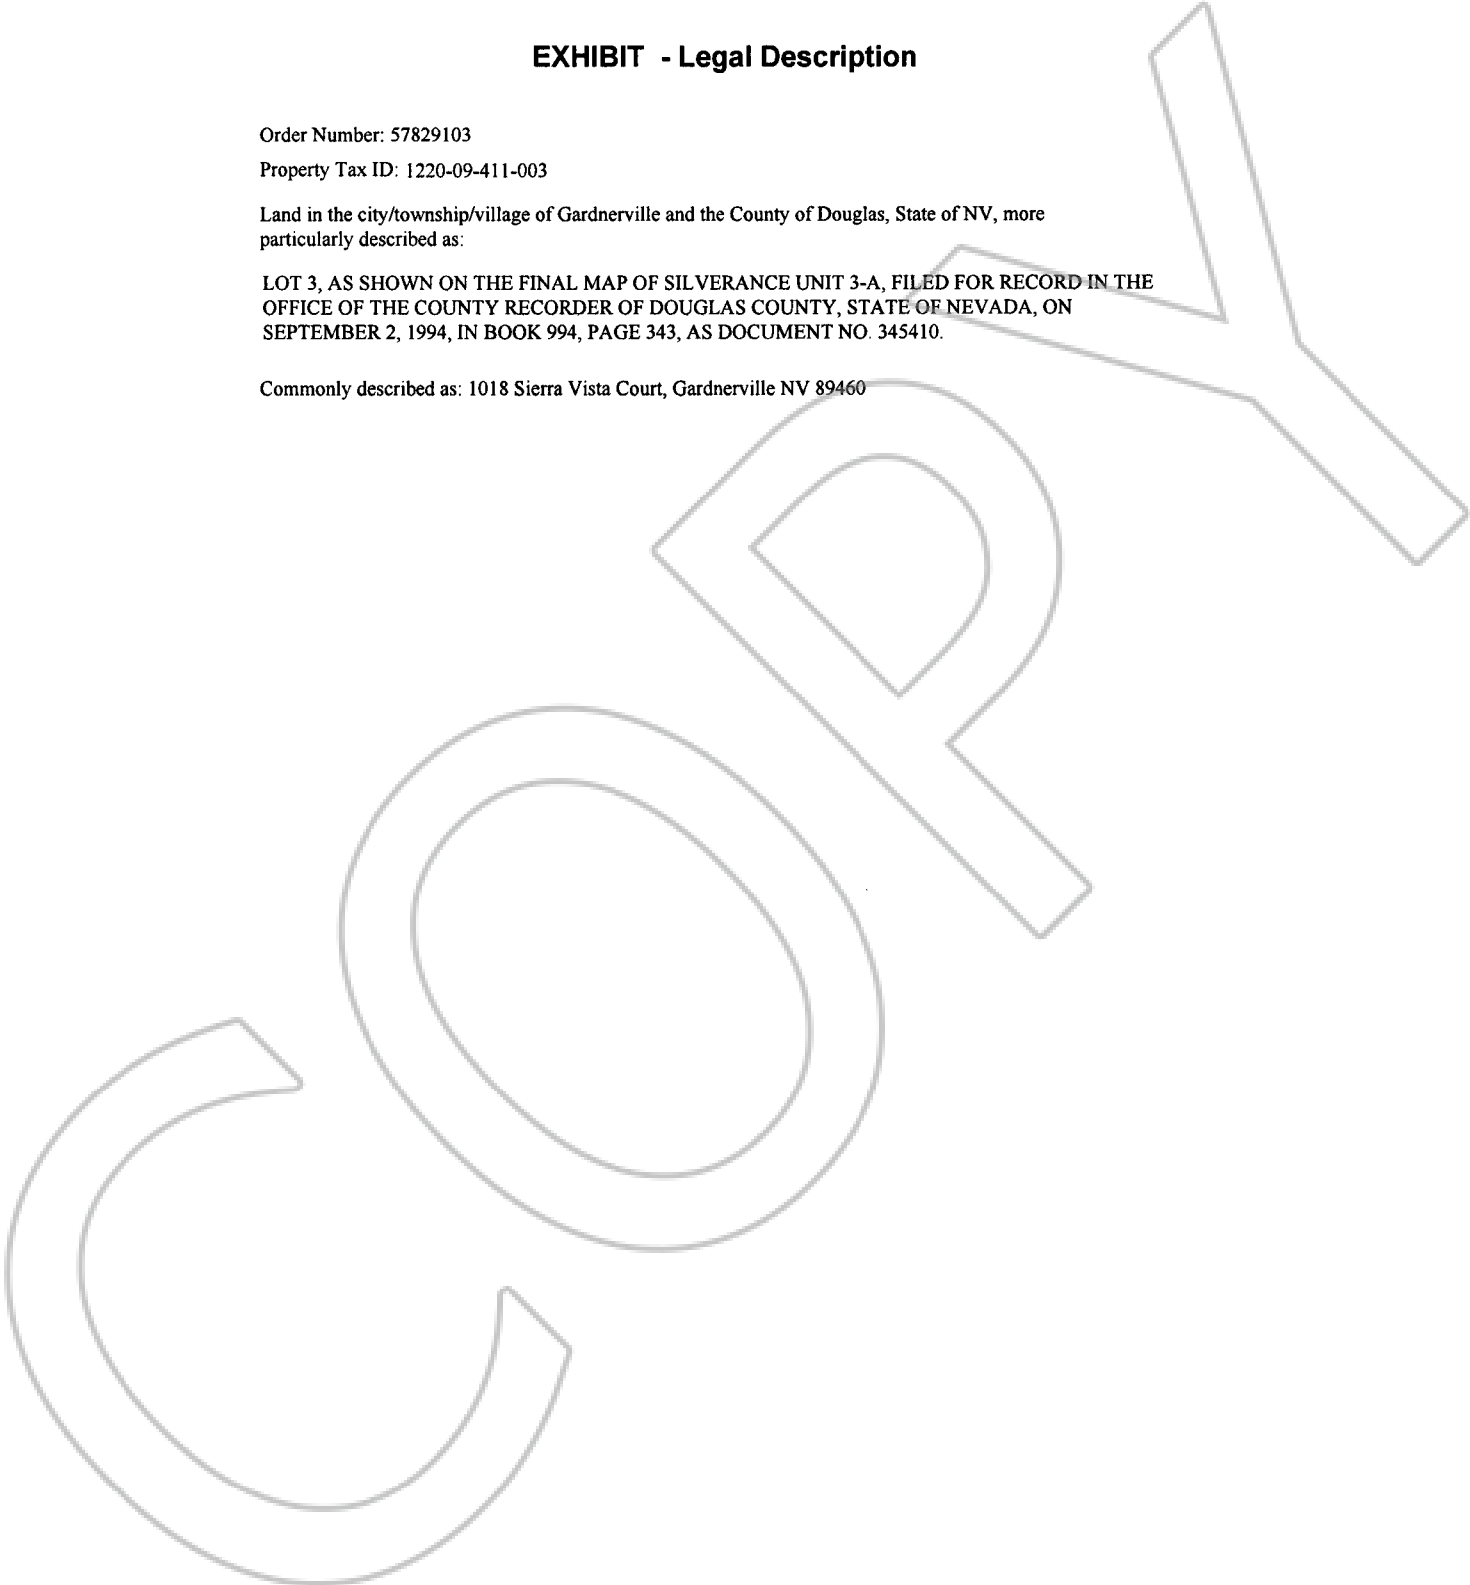 EXHIBIT - Legal Description
Order Number: 57829103
Property Tax ID: 1220-09-411-003
Land in the city/township/village of Gardnerville and the County of Douglas, State of NV, more
particularly described as:
LOT 3, AS SHOWN ON THE FINAL MAP OF SILVERANCE UNIT 3-A, FILED FOR RECORD IN THE
OFFICE OF THE COUNTY RECORDER OF DOUGLAS COUNTY, STATE OF NEVADA, ON
SEPTEMBER 2, 1994, IN BOOK 994, PAGE 343, AS DOCUMENT NO. 345410.
Commonly described as: 1018 Sierra Vista Court, Gardnerville NV 89460
COPY